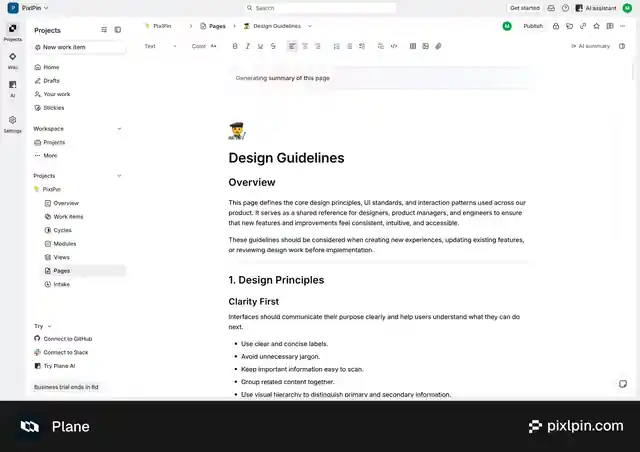 PixlPin
Search
Get started
AI assistant
M
Projects
Wiki
AI
Settings
Projects
New work item
Home
Drafts
Your work
Stickies
Workspace
Projects
More
Projects
PixlPin
Overview
Work items
Cycles
Modules
Views
Pages
Intake
Try
Connect to GitHub
Connect to Slack
Try Plane AI
Business trial ends in 6d
PixlPin > Pages > Design Guidelines
M
Publish
Text
Color Aa
B I U S
AI summary
Generating summary of this page
Design Guidelines
Overview
This page defines the core design principles, UI standards, and interaction patterns used across our
product. It serves as a shared reference for designers, product managers, and engineers to ensure
that new features and improvements feel consistent, intuitive, and accessible.
These guidelines should be considered when creating new experiences, updating existing features,
or reviewing design work before implementation.
1. Design Principles
Clarity First
Interfaces should communicate their purpose clearly and help users understand what they can do
next.
• Use clear and concise labels.
• Avoid unnecessary jargon.
• Keep important information easy to scan.
• Group related content together.
• Use visual hierarchy to distinguish primary and secondary information.
Plane
pixlpin.com